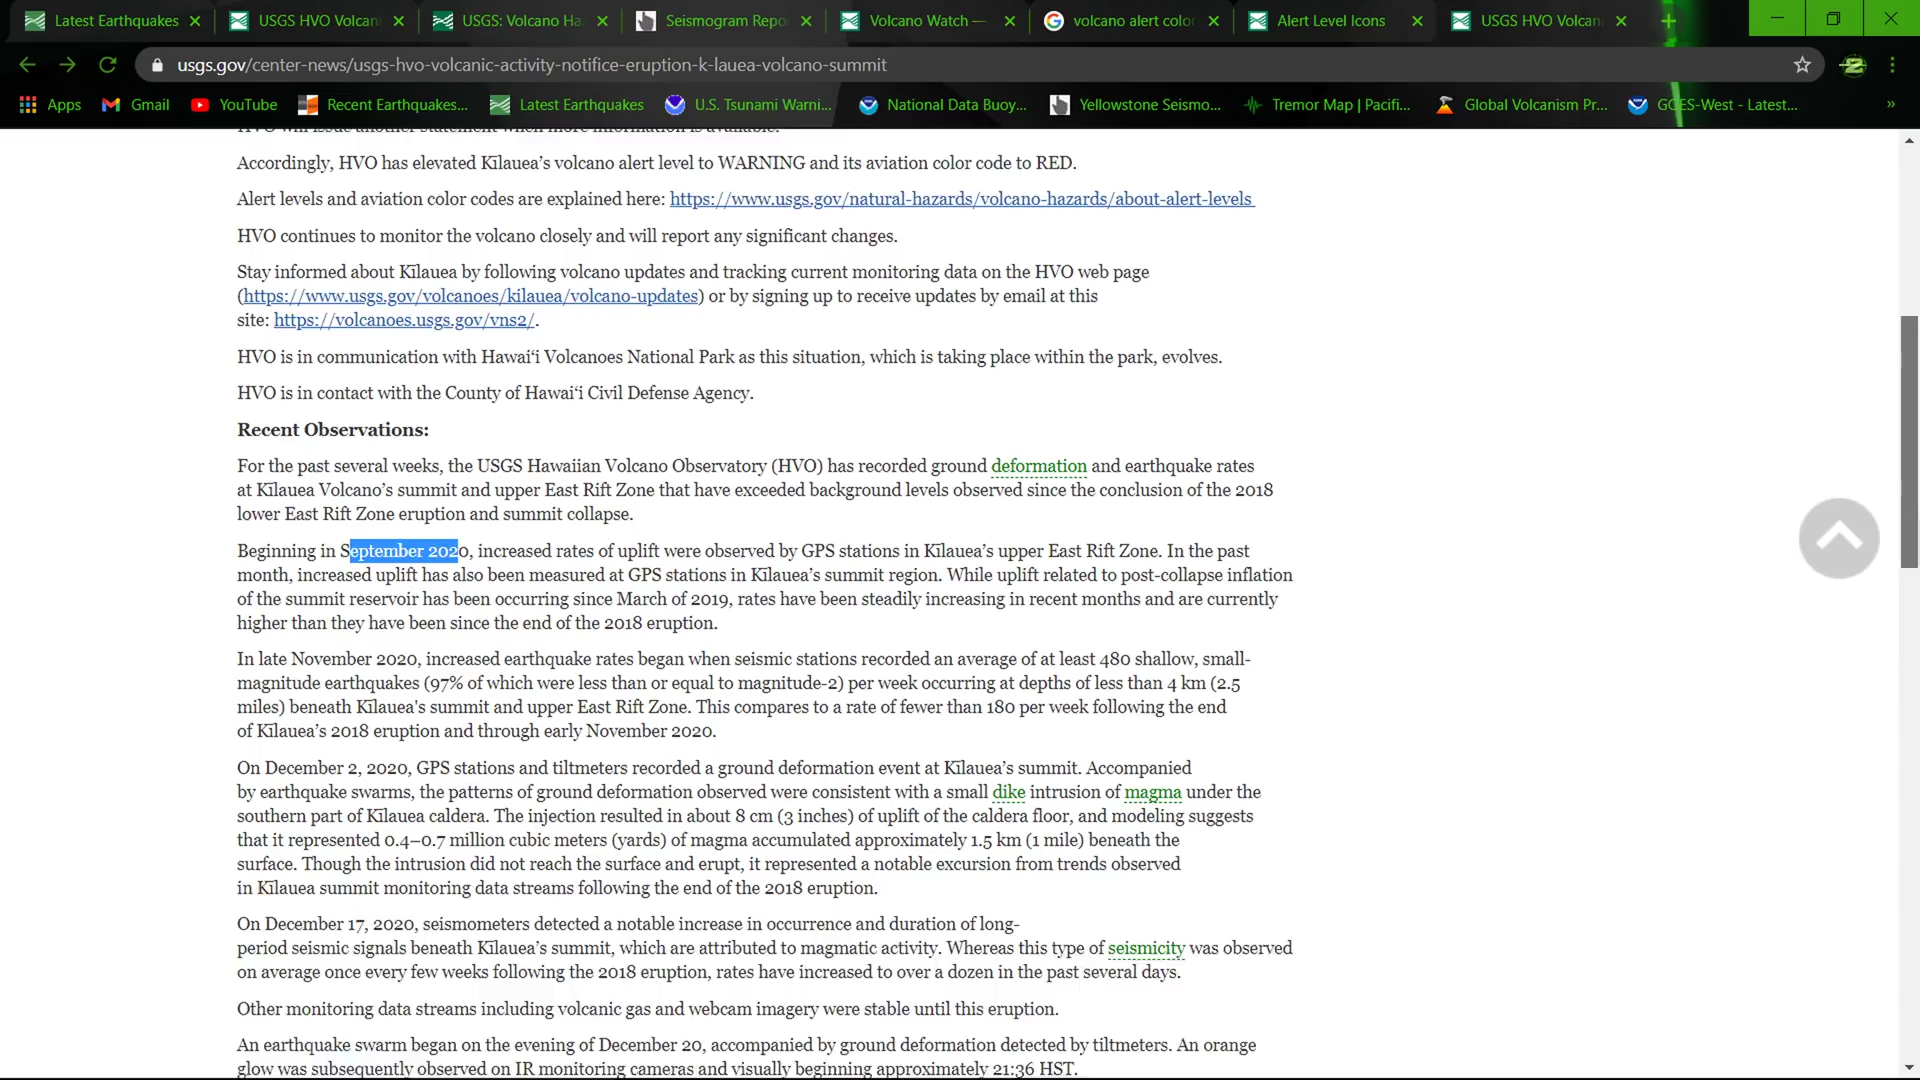 Latest Earthquakes
USGS HVO Volcani
USGS: Volcano Ha
Seismogram Repo
Volcano Watch —
volcano alert color
Alert Level Icons
USGS HVO Volcani
usgs.gov/center-news/usgs-hvo-volcanic-activity-notifice-eruption-k-lauea-volcano-summit
Apps
Gmail
YouTube
Recent Earthquakes...
Latest Earthquakes
U.S. Tsunami Warni...
National Data Buoy...
Yellowstone Seismo...
Tremor Map | Pacifi...
Global Volcanism Pr...
GOES-West - Latest...
»
HVO will issue another statement when more information is available.
Accordingly, HVO has elevated Kīlauea's volcano alert level to WARNING and its aviation color code to RED.
Alert levels and aviation color codes are explained here: https://www.usgs.gov/natural-hazards/volcano-hazards/about-alert-levels
HVO continues to monitor the volcano closely and will report any significant changes.
Stay informed about Kīlauea by following volcano updates and tracking current monitoring data on the HVO web page
(https://www.usgs.gov/volcanoes/kilauea/volcano-updates) or by signing up to receive updates by email at this
site: https://volcanoes.usgs.gov/vns2/.
HVO is in communication with Hawaiʻi Volcanoes National Park as this situation, which is taking place within the park, evolves.
HVO is in contact with the County of Hawaiʻi Civil Defense Agency.
Recent Observations:
For the past several weeks, the USGS Hawaiian Volcano Observatory (HVO) has recorded ground deformation and earthquake rates
at Kīlauea Volcano's summit and upper East Rift Zone that have exceeded background levels observed since the conclusion of the 2018
lower East Rift Zone eruption and summit collapse.
Beginning in September 2020, increased rates of uplift were observed by GPS stations in Kīlauea's upper East Rift Zone. In the past
month, increased uplift has also been measured at GPS stations in Kīlauea's summit region. While uplift related to post-collapse inflation
of the summit reservoir has been occurring since March of 2019, rates have been steadily increasing in recent months and are currently
higher than they have been since the end of the 2018 eruption.
In late November 2020, increased earthquake rates began when seismic stations recorded an average of at least 480 shallow, small-
magnitude earthquakes (97% of which were less than or equal to magnitude-2) per week occurring at depths of less than 4 km (2.5
miles) beneath Kīlauea's summit and upper East Rift Zone. This compares to a rate of fewer than 180 per week following the end
of Kīlauea's 2018 eruption and through early November 2020.
On December 2, 2020, GPS stations and tiltmeters recorded a ground deformation event at Kīlauea's summit. Accompanied
by earthquake swarms, the patterns of ground deformation observed were consistent with a small dike intrusion of magma under the
southern part of Kīlauea caldera. The injection resulted in about 8 cm (3 inches) of uplift of the caldera floor, and modeling suggests
that it represented 0.4–0.7 million cubic meters (yards) of magma accumulated approximately 1.5 km (1 mile) beneath the
surface. Though the intrusion did not reach the surface and erupt, it represented a notable excursion from trends observed
in Kīlauea summit monitoring data streams following the end of the 2018 eruption.
On December 17, 2020, seismometers detected a notable increase in occurrence and duration of long-
period seismic signals beneath Kīlauea's summit, which are attributed to magmatic activity. Whereas this type of seismicity was observed
on average once every few weeks following the 2018 eruption, rates have increased to over a dozen in the past several days.
Other monitoring data streams including volcanic gas and webcam imagery were stable until this eruption.
An earthquake swarm began on the evening of December 20, accompanied by ground deformation detected by tiltmeters. An orange
glow was subsequently observed on IR monitoring cameras and visually beginning approximately 21:36 HST.